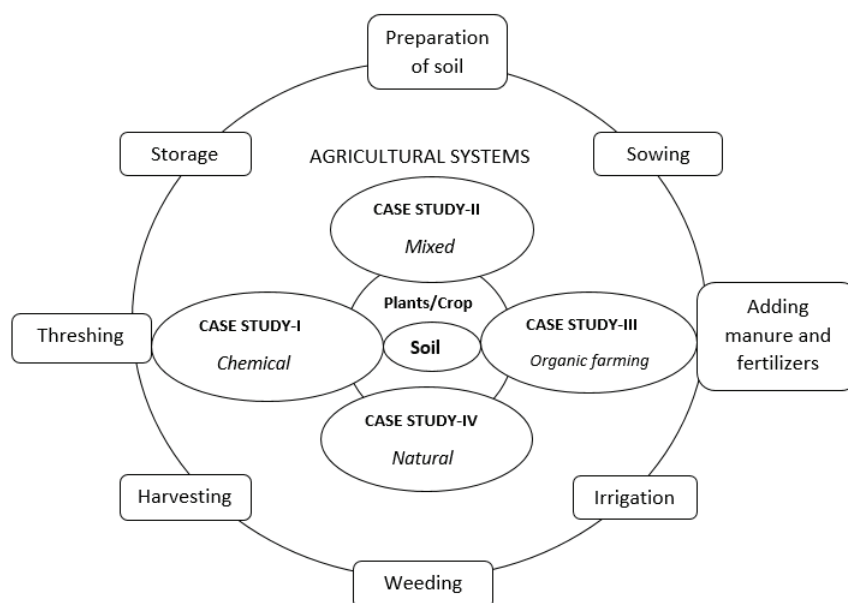 Preparation
of soil
Storage
Sowing
AGRICULTURAL SYSTEMS
CASE STUDY-II
Mixed
Plants/Crop
Threshing
CASE STUDY-I
Chemical
Soil
CASE STUDY-III
Organic farming
Adding
manure and
fertilizers
CASE STUDY-IV
Natural
Harvesting
Irrigation
Weeding